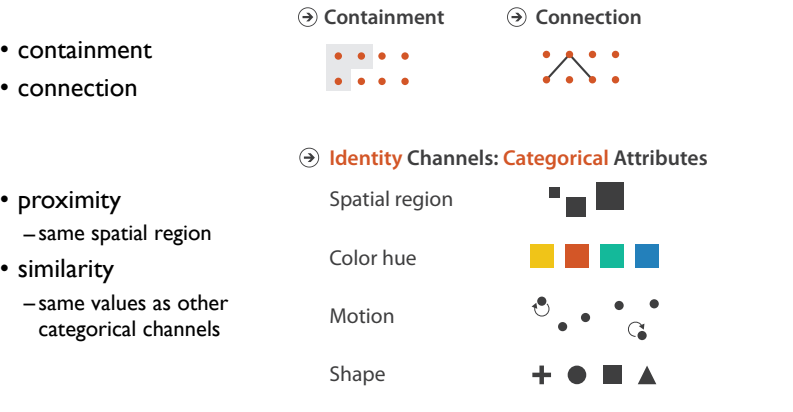 • containment
• connection
Containment
Connection
• proximity
– same spatial region
• similarity
– same values as other
categorical channels
Identity Channels: Categorical Attributes
Spatial region
Color hue
Motion
Shape